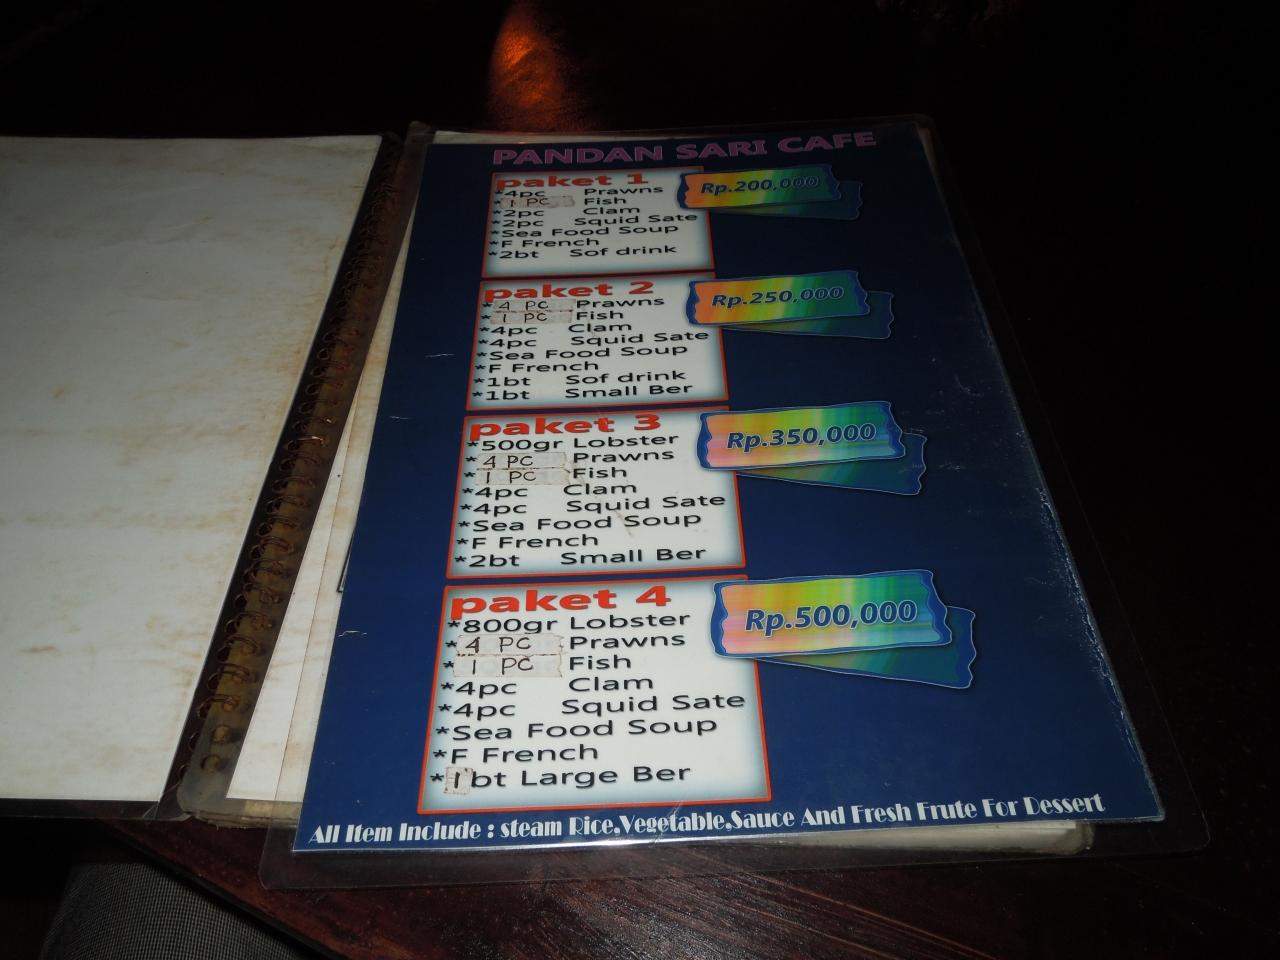 PANDAN SARI CAFE
paket 1
Rp.200,000
*4pc Prawns
*1 PC Fish
*2pc Clam
*2pc Squid Sate
*Sea Food Soup
*F French
*2bt Sof drink
paket 2
Rp.250,000
*4 PC Prawns
*1 PC Fish
*4pc Clam
*4pc Squid Sate
*Sea Food Soup
*F French
*1bt Sof drink
*1bt Small Ber
paket 3
Rp.350,000
*500gr Lobster
*4 PC Prawns
*1 PC Fish
*4pc Clam
*4pc Squid Sate
*Sea Food Soup
*F French
*2bt Small Ber
paket 4
Rp.500,000
*800gr Lobster
*4 PC Prawns
*1 PC Fish
*4pc Clam
*4pc Squid Sate
*Sea Food Soup
*F French
*1bt Large Ber
All Item Include : steam Rice,Vegetable,Sauce And Fresh Frute For Dessert